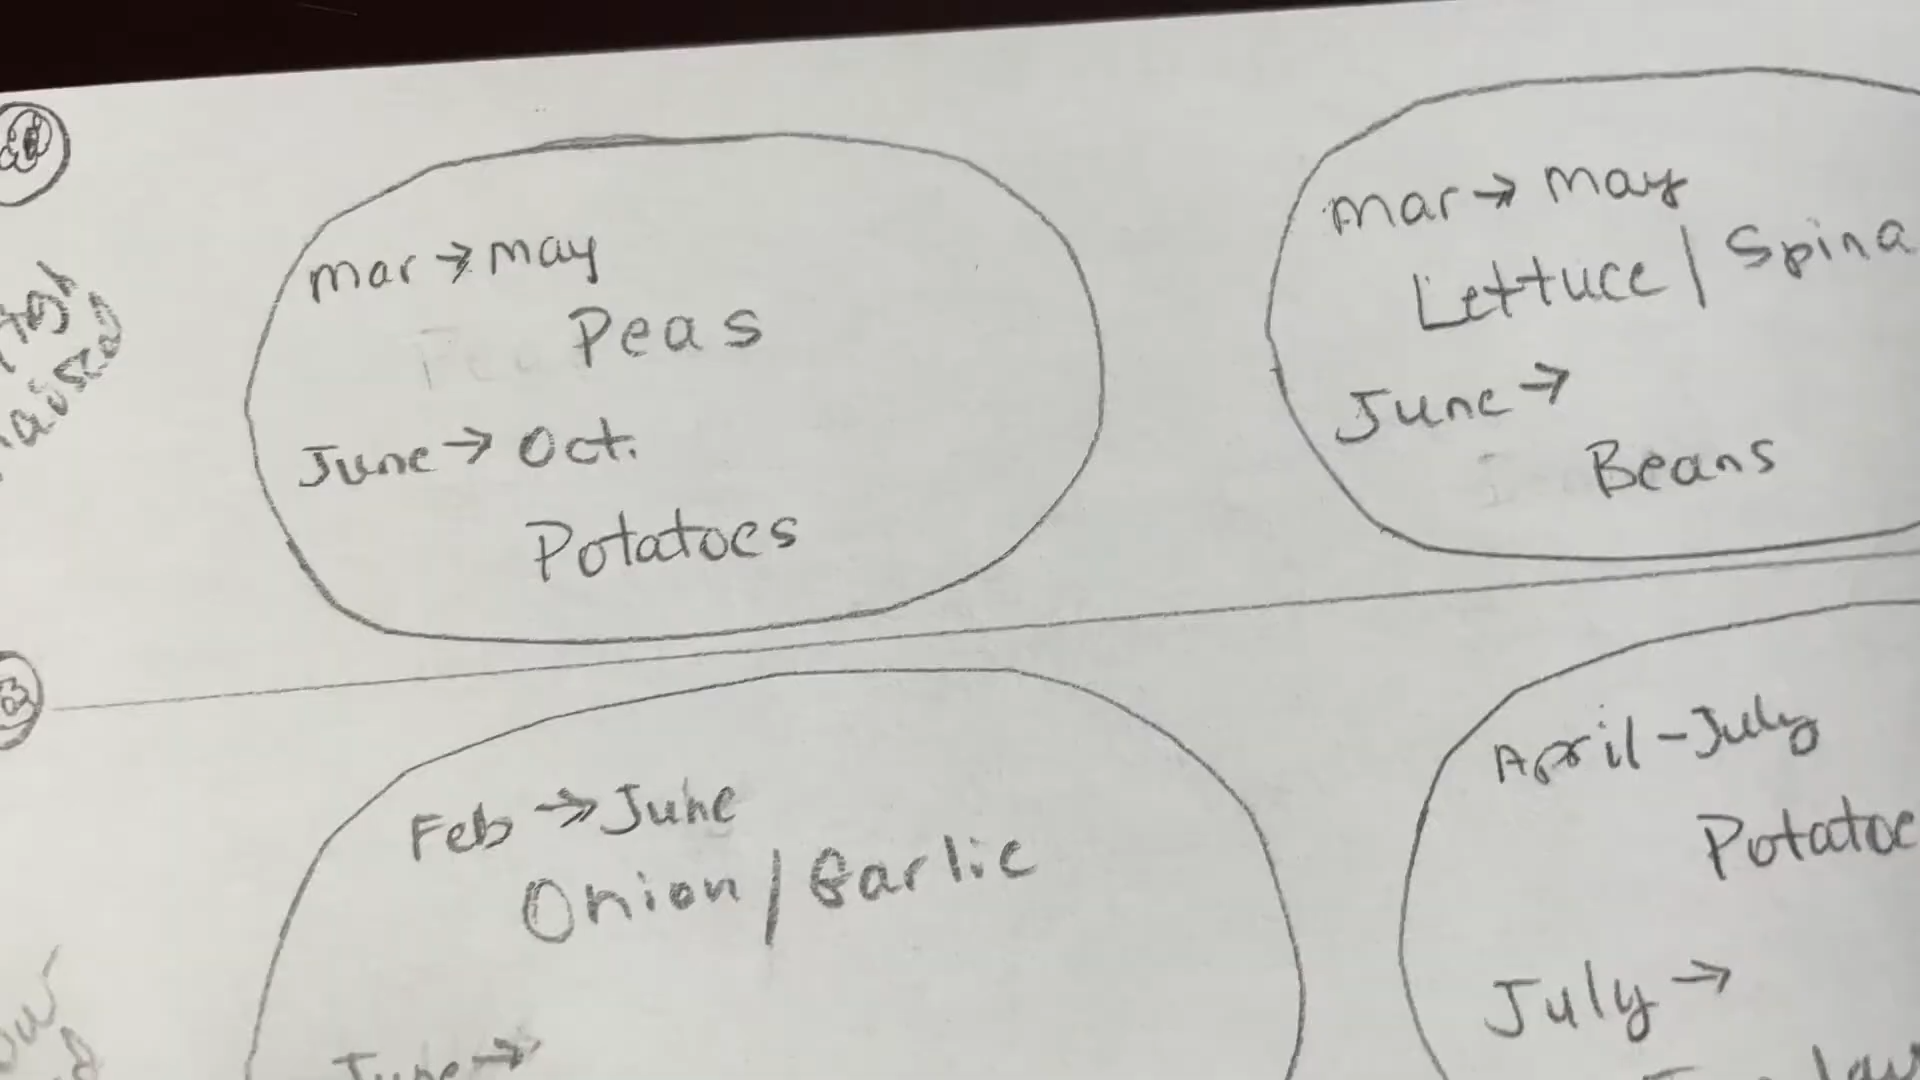 Mar → May
Peas
June → Oct.
Potatoes
Mar → May
Lettuce / Spina
June →
Beans
Feb → June
Onion / Garlic
June →
April - July
Potatoe
July →